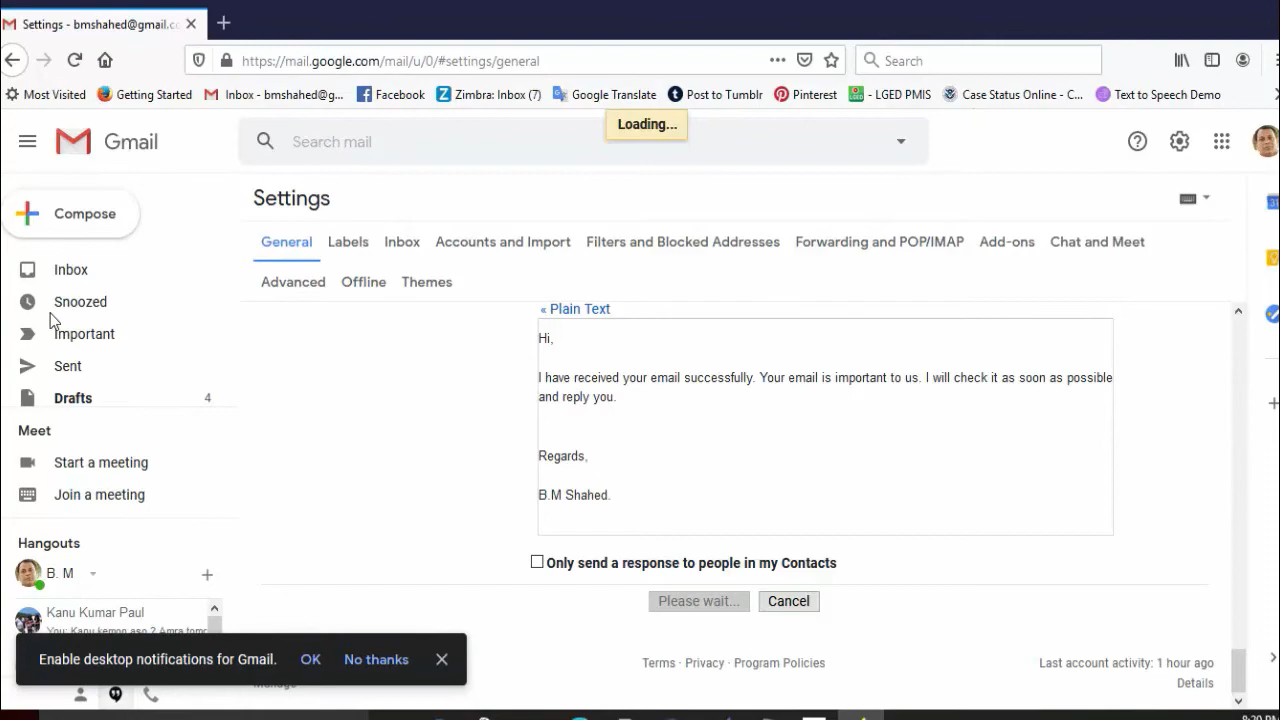 Settings - bmshahed@gmail.c
https://mail.google.com/mail/u/0/#settings/general
Search
Most Visited
Getting Started
Inbox - bmshahed@g...
Facebook
Zimbra: Inbox (7)
Google Translate
Post to Tumblr
Pinterest
- LGED PMIS
Case Status Online - C...
Text to Speech Demo
Loading...
Gmail
Search mail
Compose
Settings
General
Labels
Inbox
Accounts and Import
Filters and Blocked Addresses
Forwarding and POP/IMAP
Add-ons
Chat and Meet
Advanced
Offline
Themes
Inbox
Snoozed
Important
Sent
Drafts 4
Meet
Start a meeting
Join a meeting
Hangouts
B. M
Kanu Kumar Paul
You: Kanu kemon aso ? Amra tomr
« Plain Text
Hi,
I have received your email successfully. Your email is important to us. I will check it as soon as possible
and reply you.
Regards,
B.M Shahed.
Only send a response to people in my Contacts
Please wait... Cancel
Enable desktop notifications for Gmail. OK No thanks
Terms · Privacy · Program Policies
Last account activity: 1 hour ago
Details